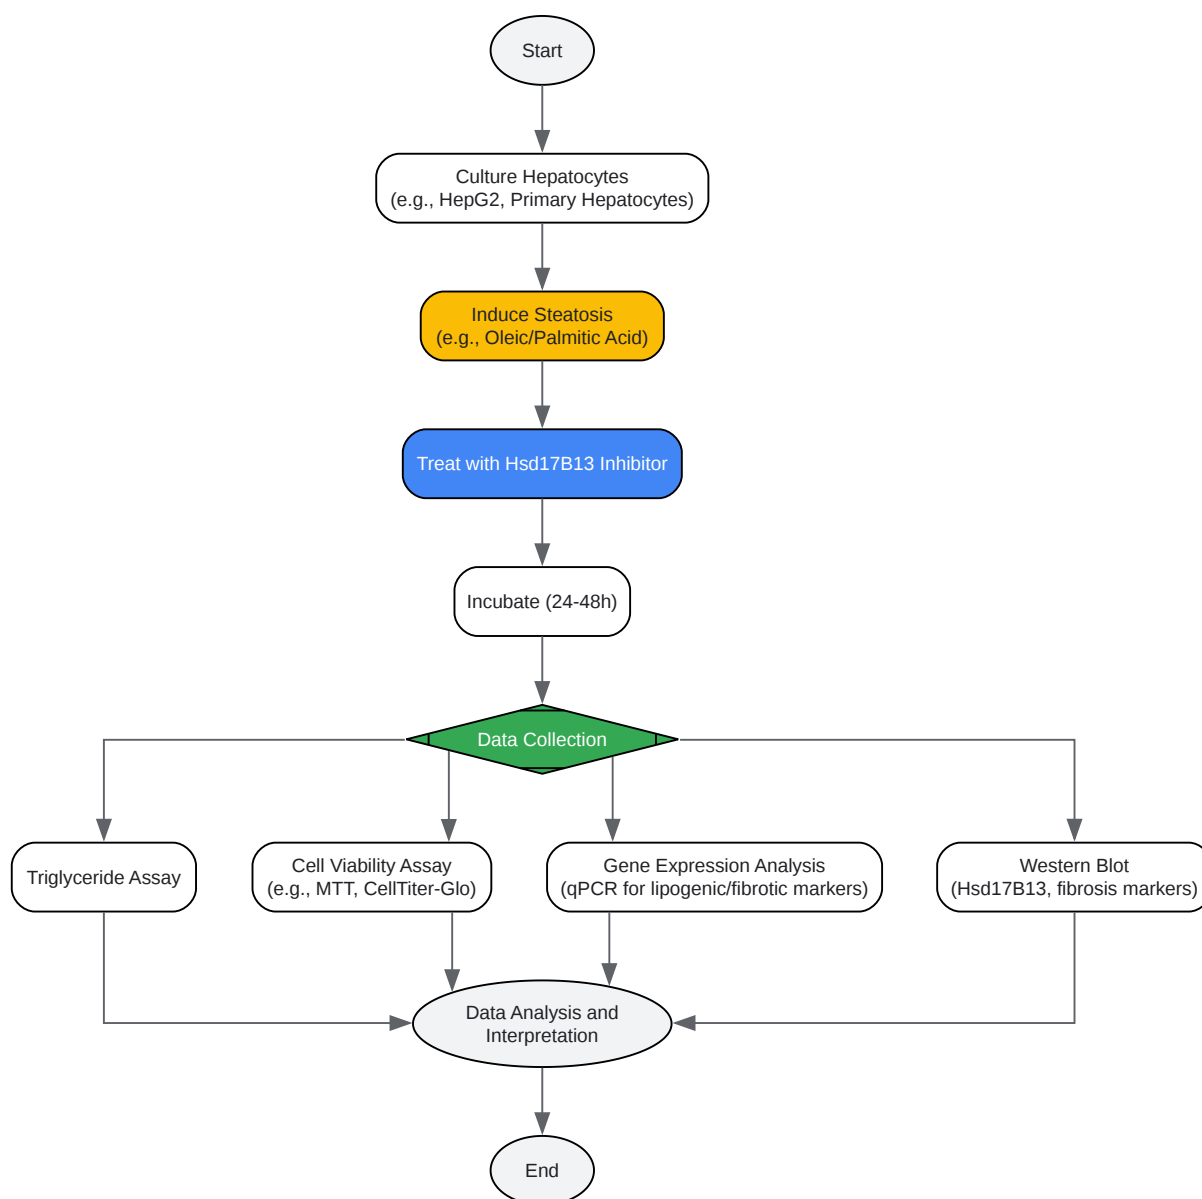 Start
Culture Hepatocytes
(e.g., HepG2, Primary Hepatocytes)
Induce Steatosis
(e.g., Oleic/Palmitic Acid)
Treat with Hsd17B13 Inhibitor
Incubate (24-48h)
Data Collection
Triglyceride Assay
Cell Viability Assay
(e.g., MTT, CellTiter-Glo)
Gene Expression Analysis
(qPCR for lipogenic/fibrotic markers)
Western Blot
(Hsd17B13, fibrosis markers)
Data Analysis and
Interpretation
End